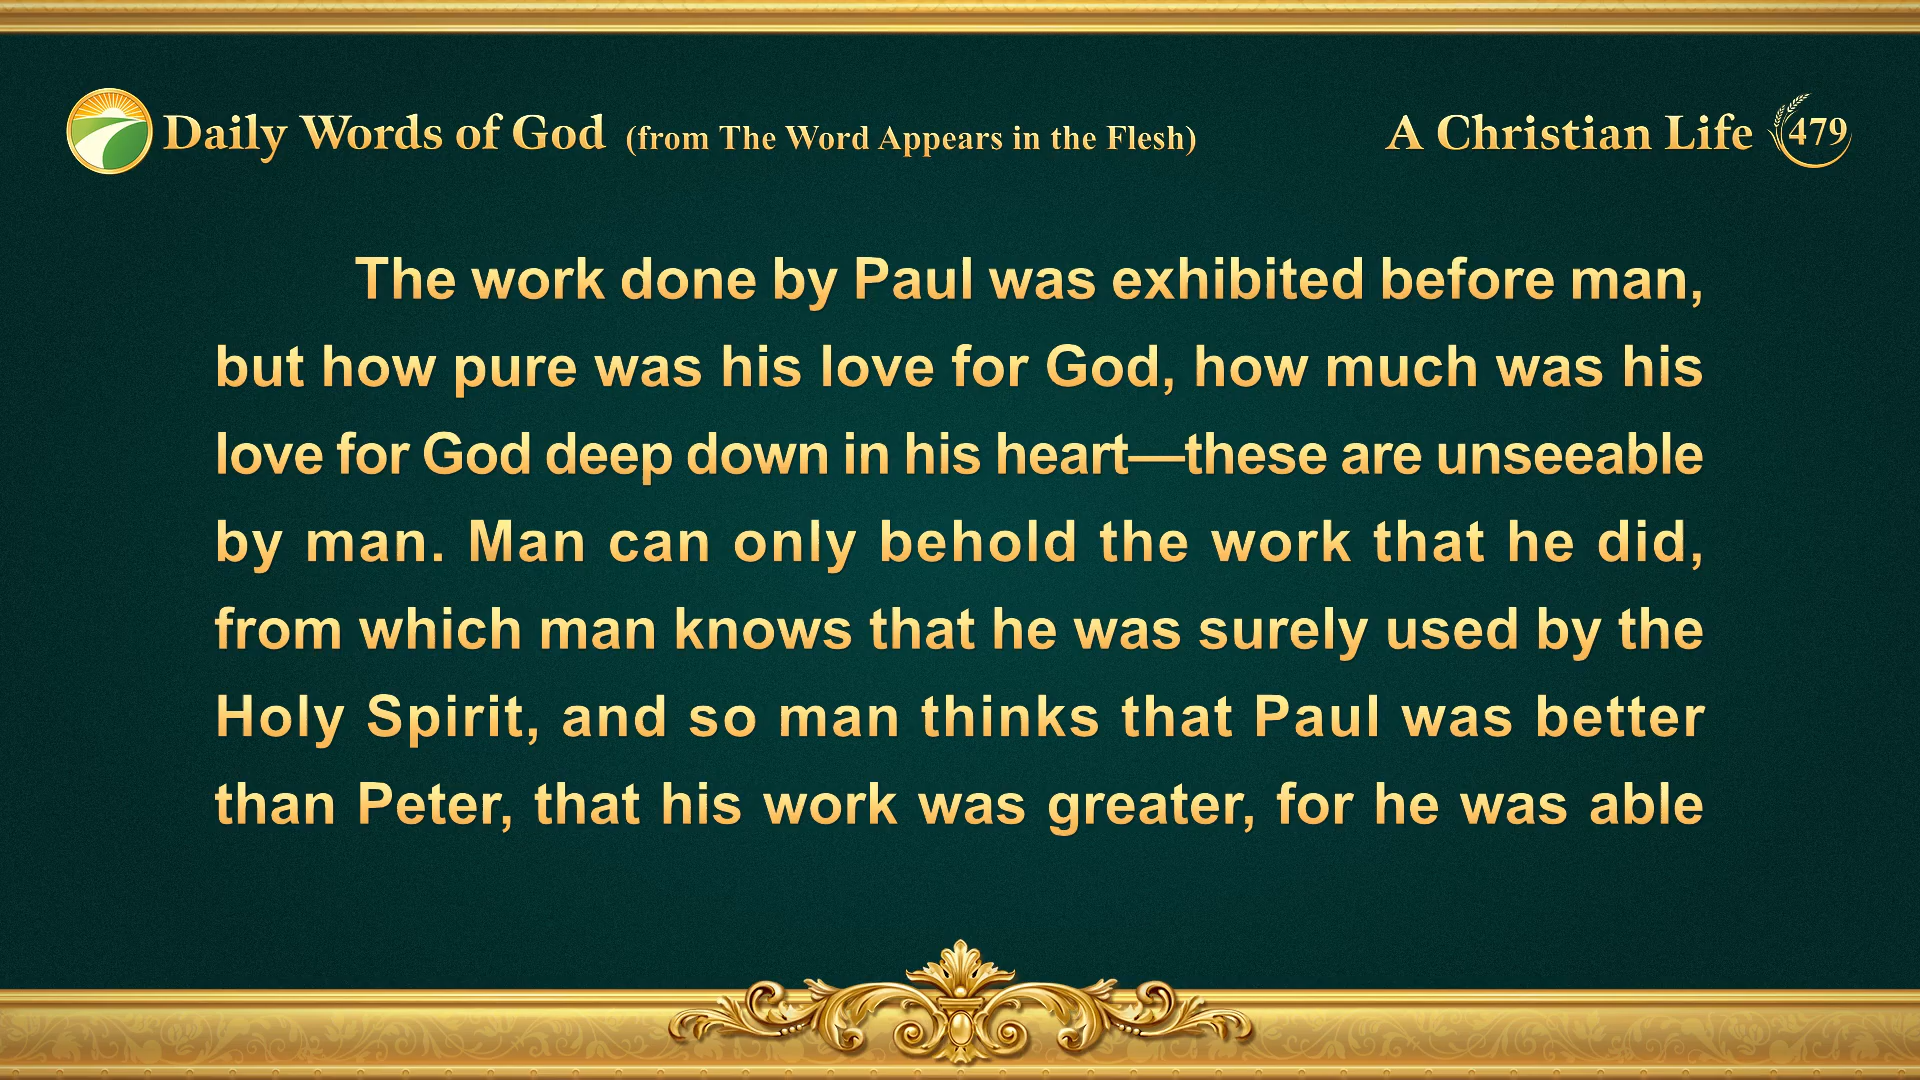 Daily Words of God (from The Word Appears in the Flesh)
A Christian Life 479
The work done by Paul was exhibited before man,
but how pure was his love for God, how much was his
love for God deep down in his heart—these are unseeable
by man. Man can only behold the work that he did,
from which man knows that he was surely used by the
Holy Spirit, and so man thinks that Paul was better
than Peter, that his work was greater, for he was able